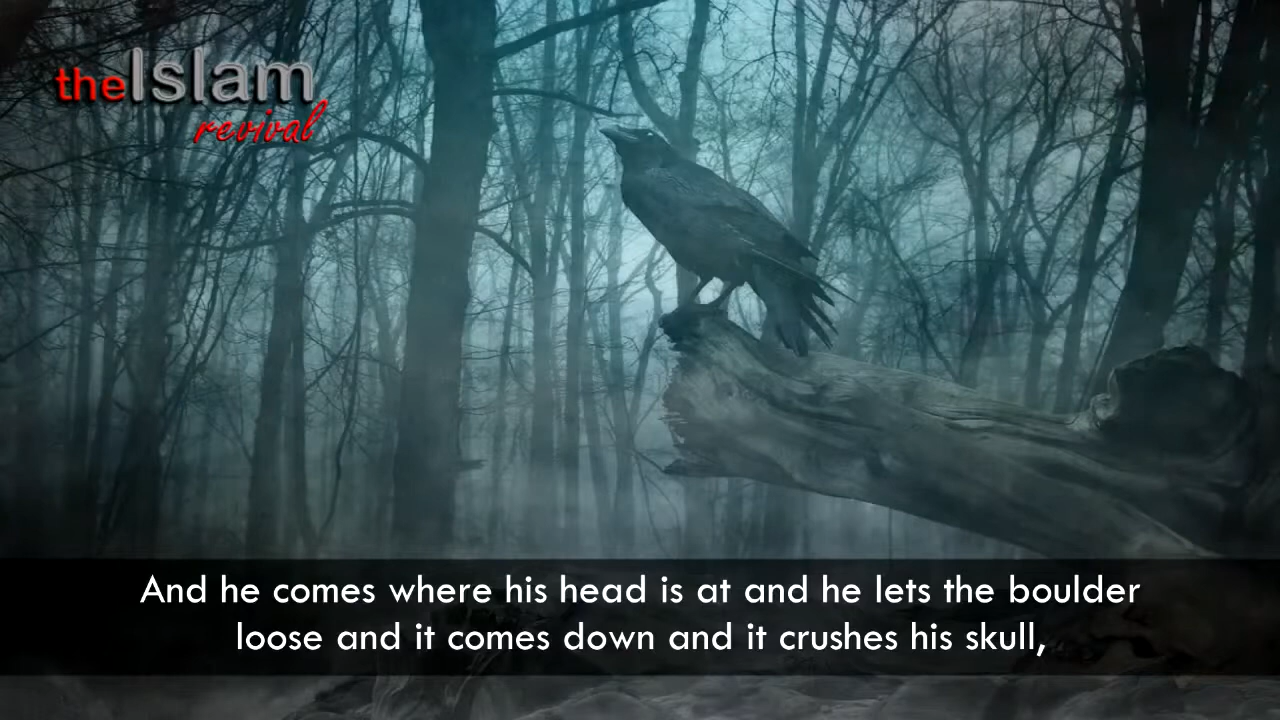 theIslam
revival
And he comes where his head is at and he lets the boulder
loose and it comes down and it crushes his skull,